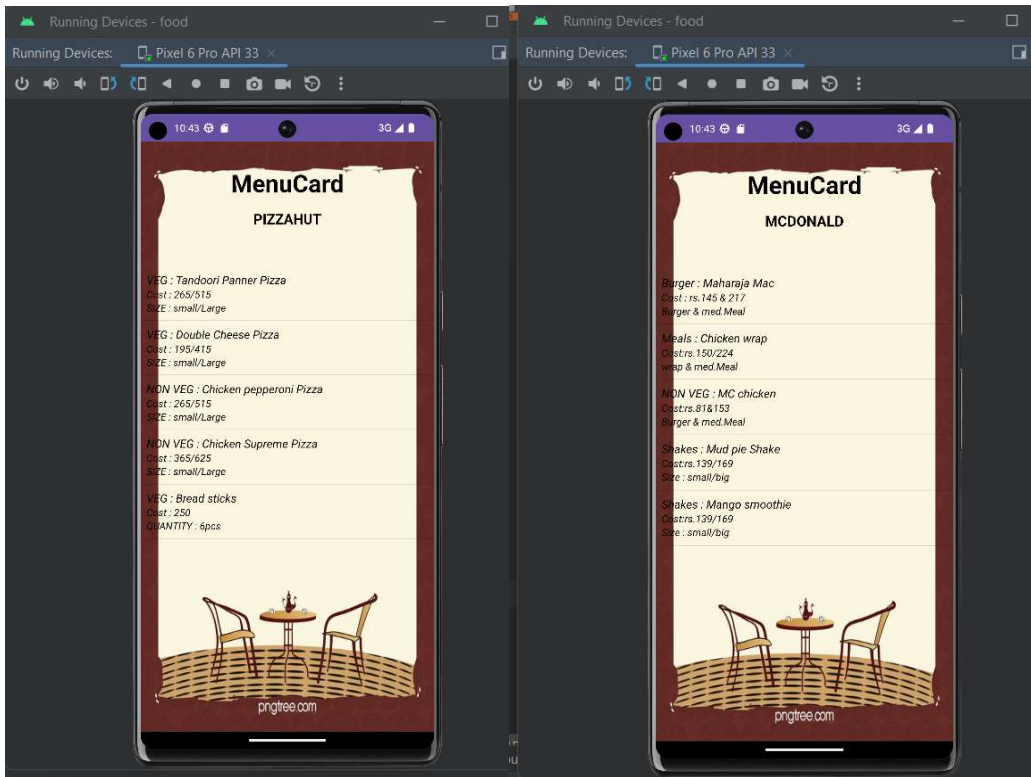 Running Devices - food
Running Devices: Pixel 6 Pro API 33
10:43 3G
MenuCard
PIZZAHUT
VEG : Tandoori Panner Pizza
Cost : 265/515
SIZE : small/Large
VEG : Double Cheese Pizza
Cost : 195/415
SIZE : small/Large
NON VEG : Chicken pepperoni Pizza
Cost : 265/515
SIZE : small/Large
NON VEG : Chicken Supreme Pizza
Cost : 365/625
SIZE : small/Large
VEG : Bread sticks
Cost : 250
QUANTITY : 6pcs
pngtree.com
Running Devices - food
Running Devices: Pixel 6 Pro API 33
10:43 3G
MenuCard
MCDONALD
Burger : Maharaja Mac
Cost : rs.145 & 217
Burger & med.Meal
Meals : Chicken wrap
Cost:rs.150/224
wrap & med.Meal
NON VEG : MC chicken
Cost:rs.81&153
Burger & med.Meal
Shakes : Mud pie Shake
Cost:rs.139/169
Size : small/big
Shakes : Mango smoothie
Cost:rs.139/169
Size : small/big
pngtree.com